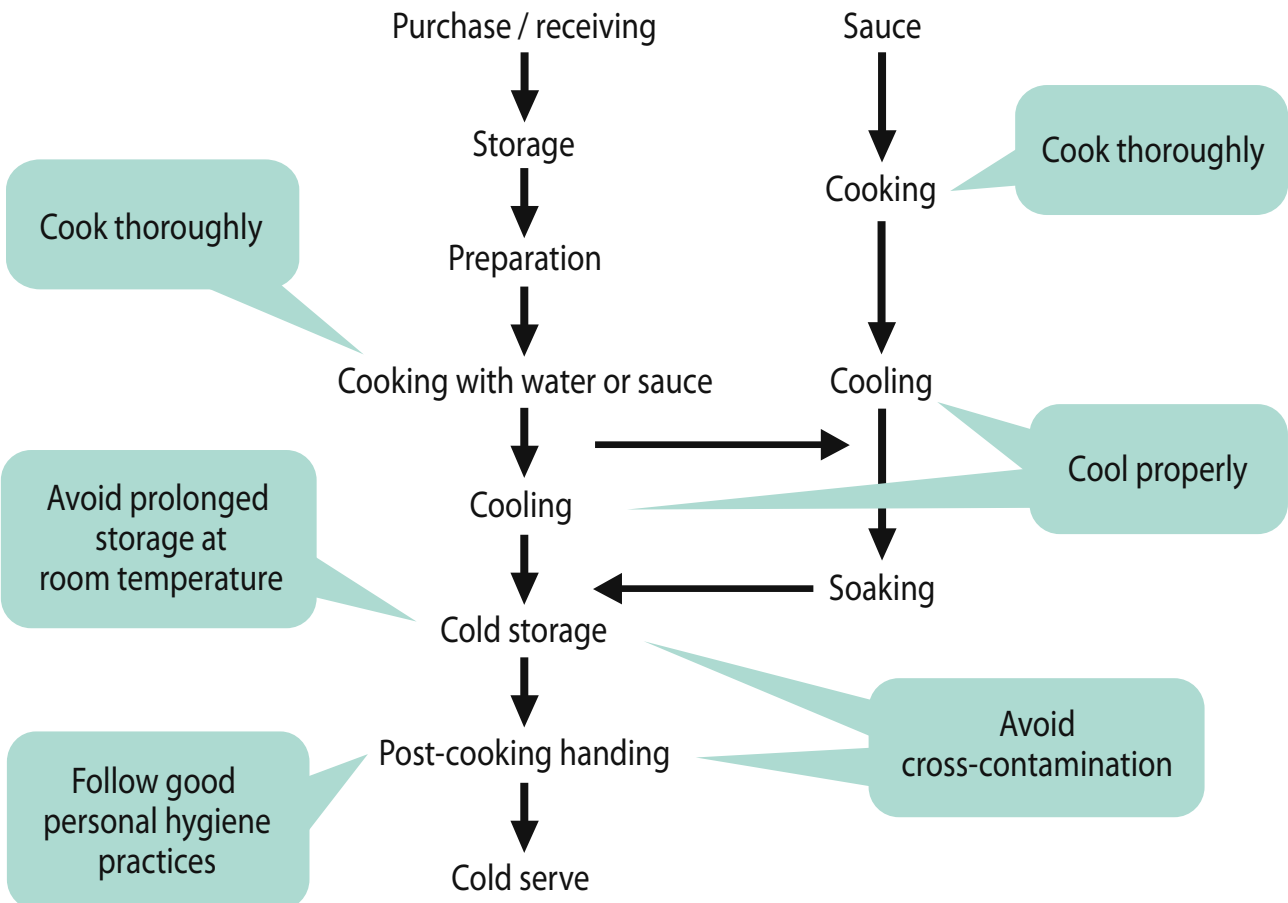 Purchase / receiving
Sauce
Storage
Cook thoroughly
Cooking
Cook thoroughly
Preparation
Cooking with water or sauce
Cooling
Cool properly
Avoid prolonged
storage at
room temperature
Cooling
Soaking
Cold storage
Avoid
cross-contamination
Post-cooking handing
Follow good
personal hygiene
practices
Cold serve